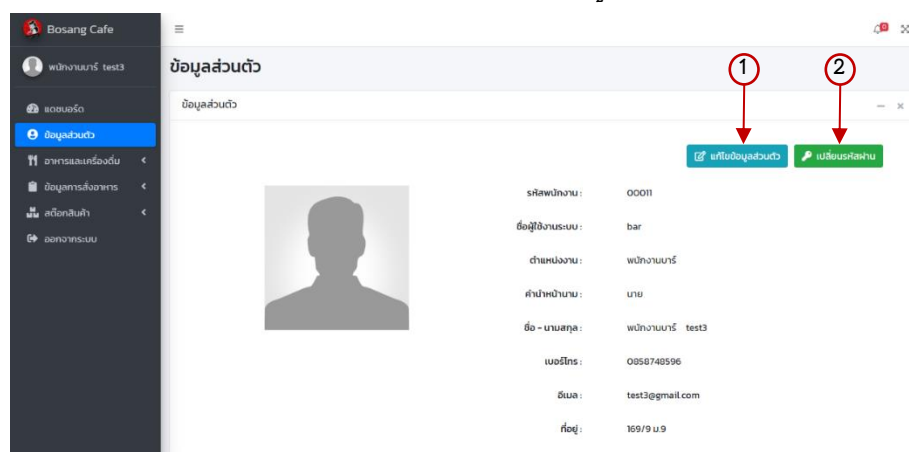 Bosang Cafe
0
พนักงานบาร์ test3
ข้อมูลส่วนตัว
1
2
แดชบอร์ด
ข้อมูลส่วนตัว
ข้อมูลส่วนตัว
อาหารและเครื่องดื่ม
แก้ไขข้อมูลส่วนตัว
เปลี่ยนรหัสผ่าน
ข้อมูลการสั่งอาหาร
สต๊อกสินค้า
ออกจากระบบ
รหัสพนักงาน : 00011
ชื่อผู้ใช้งานระบบ : bar
ตำแหน่งงาน : พนักงานบาร์
คำนำหน้านาม : นาย
ชื่อ - นามสกุล : พนักงานบาร์ test3
เบอร์โทร : 0858748596
อีเมล : test3@gmail.com
ที่อยู่ : 169/9 ม.9